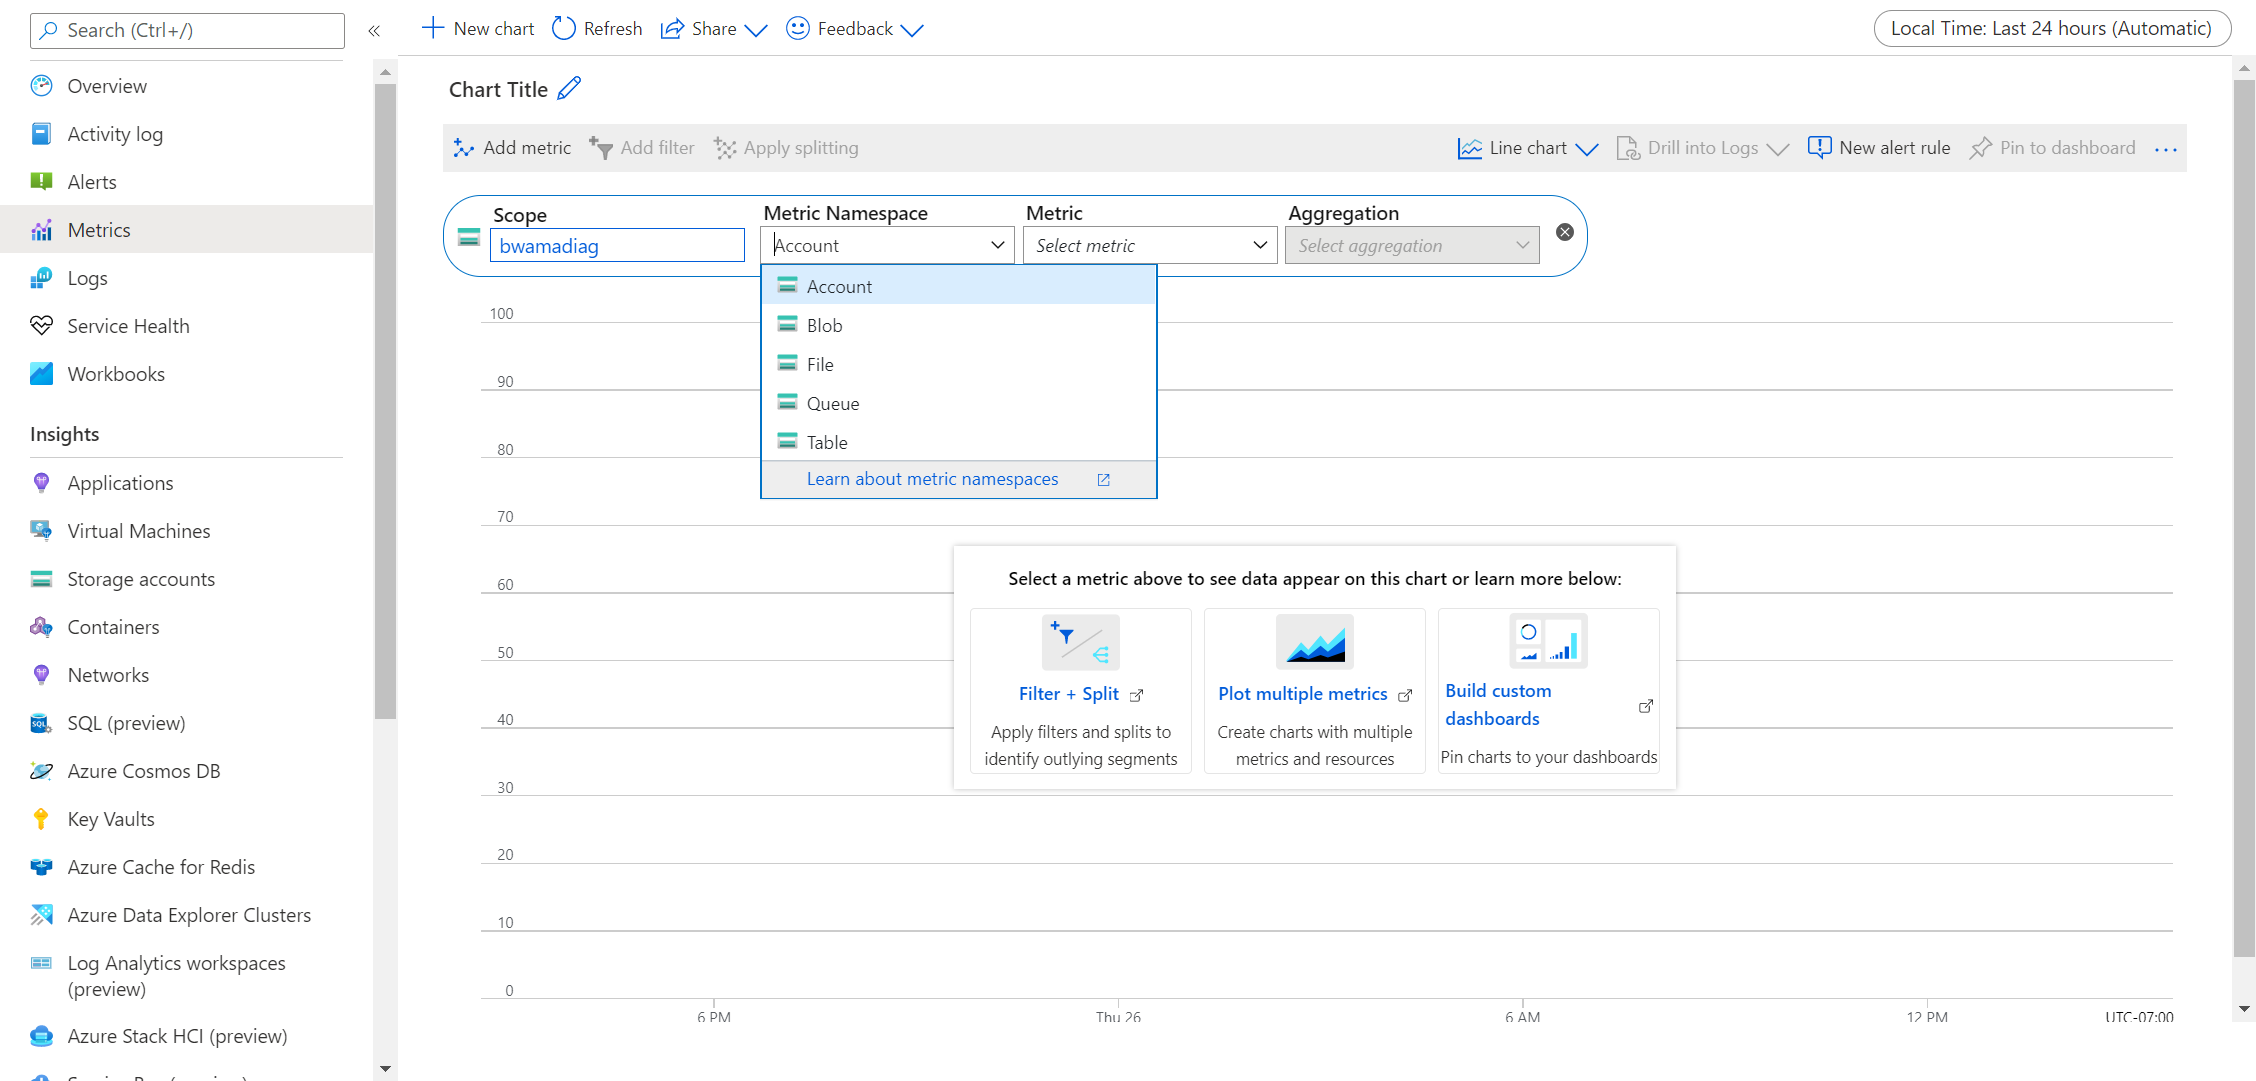 Search (Ctrl+/)
«
New chart
Refresh
Share
Feedback
Local Time: Last 24 hours (Automatic)
Overview
Activity log
Alerts
Metrics
Logs
Service Health
Workbooks
Insights
Applications
Virtual Machines
Storage accounts
Containers
Networks
SQL (preview)
Azure Cosmos DB
Key Vaults
Azure Cache for Redis
Azure Data Explorer Clusters
Log Analytics workspaces
(preview)
Azure Stack HCI (preview)
Chart Title
Add metric
Add filter
Apply splitting
Line chart
Drill into Logs
New alert rule
Pin to dashboard
...
Scope
bwamadiag
Metric Namespace
Account
Metric
Select metric
Aggregation
Select aggregation
Account
Blob
File
Queue
Table
Learn about metric namespaces
100
90
80
70
60
50
40
30
20
10
0
Select a metric above to see data appear on this chart or learn more below:
Filter + Split
Apply filters and splits to
identify outlying segments
Plot multiple metrics
Create charts with multiple
metrics and resources
Build custom
dashboards
Pin charts to your dashboards
6 PM
Thu 26
6 AM
12 PM
UTC-07:00